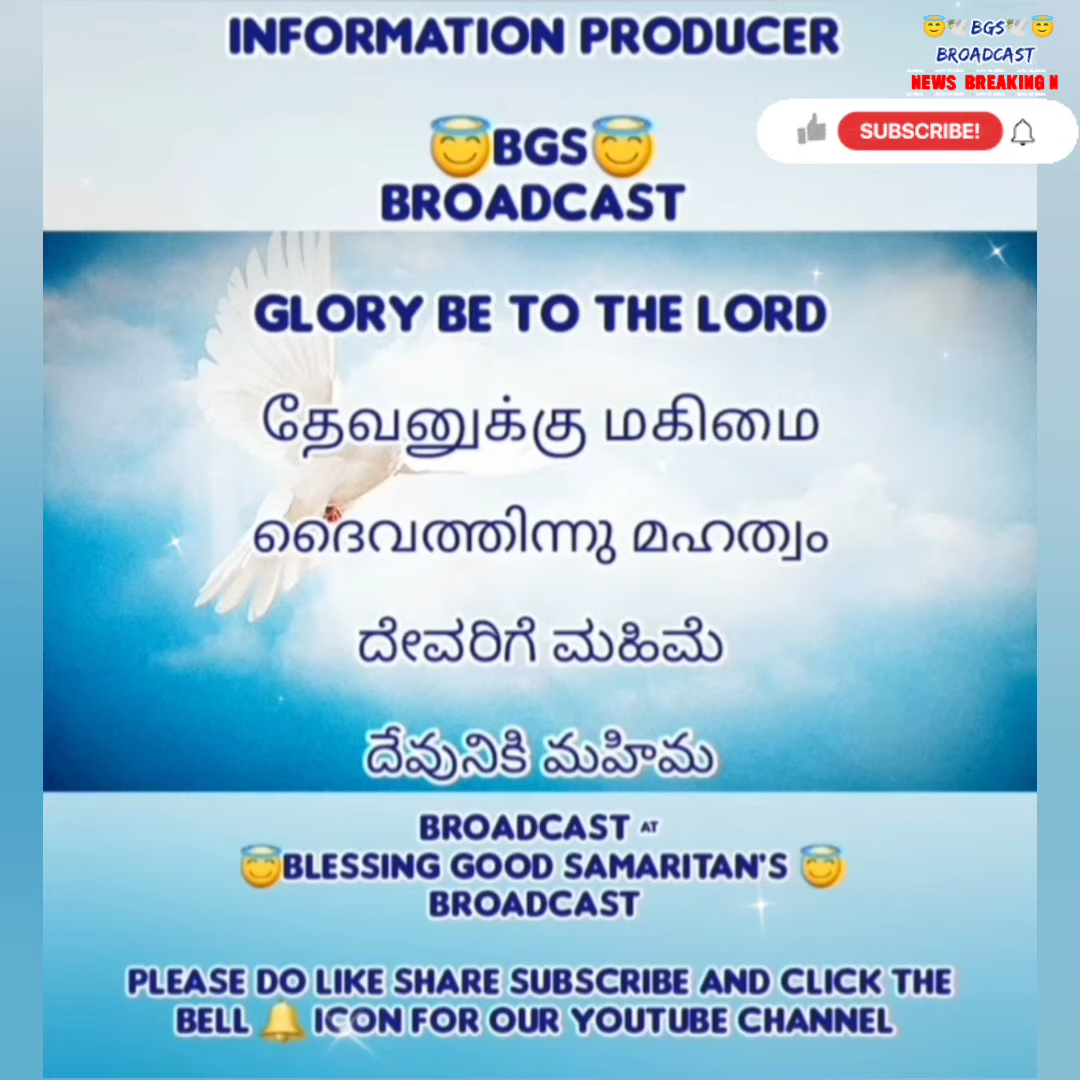 INFORMATION PRODUCER
😇🕊BGS🕊😇
BROADCAST
NEWS BREAKING N
SUBSCRIBE!
😇BGS😇
BROADCAST
GLORY BE TO THE LORD
தேவனுக்கு மகிமை
ദൈവത്തിന്നു മഹത്വം
ದೇವರಿಗೆ ಮಹಿಮೆ
దేవునికి మహిమ
BROADCAST AT
😇BLESSING GOOD SAMARITAN'S 😇
BROADCAST
PLEASE DO LIKE SHARE SUBSCRIBE AND CLICK THE
BELL 🔔 ICON FOR OUR YOUTUBE CHANNEL